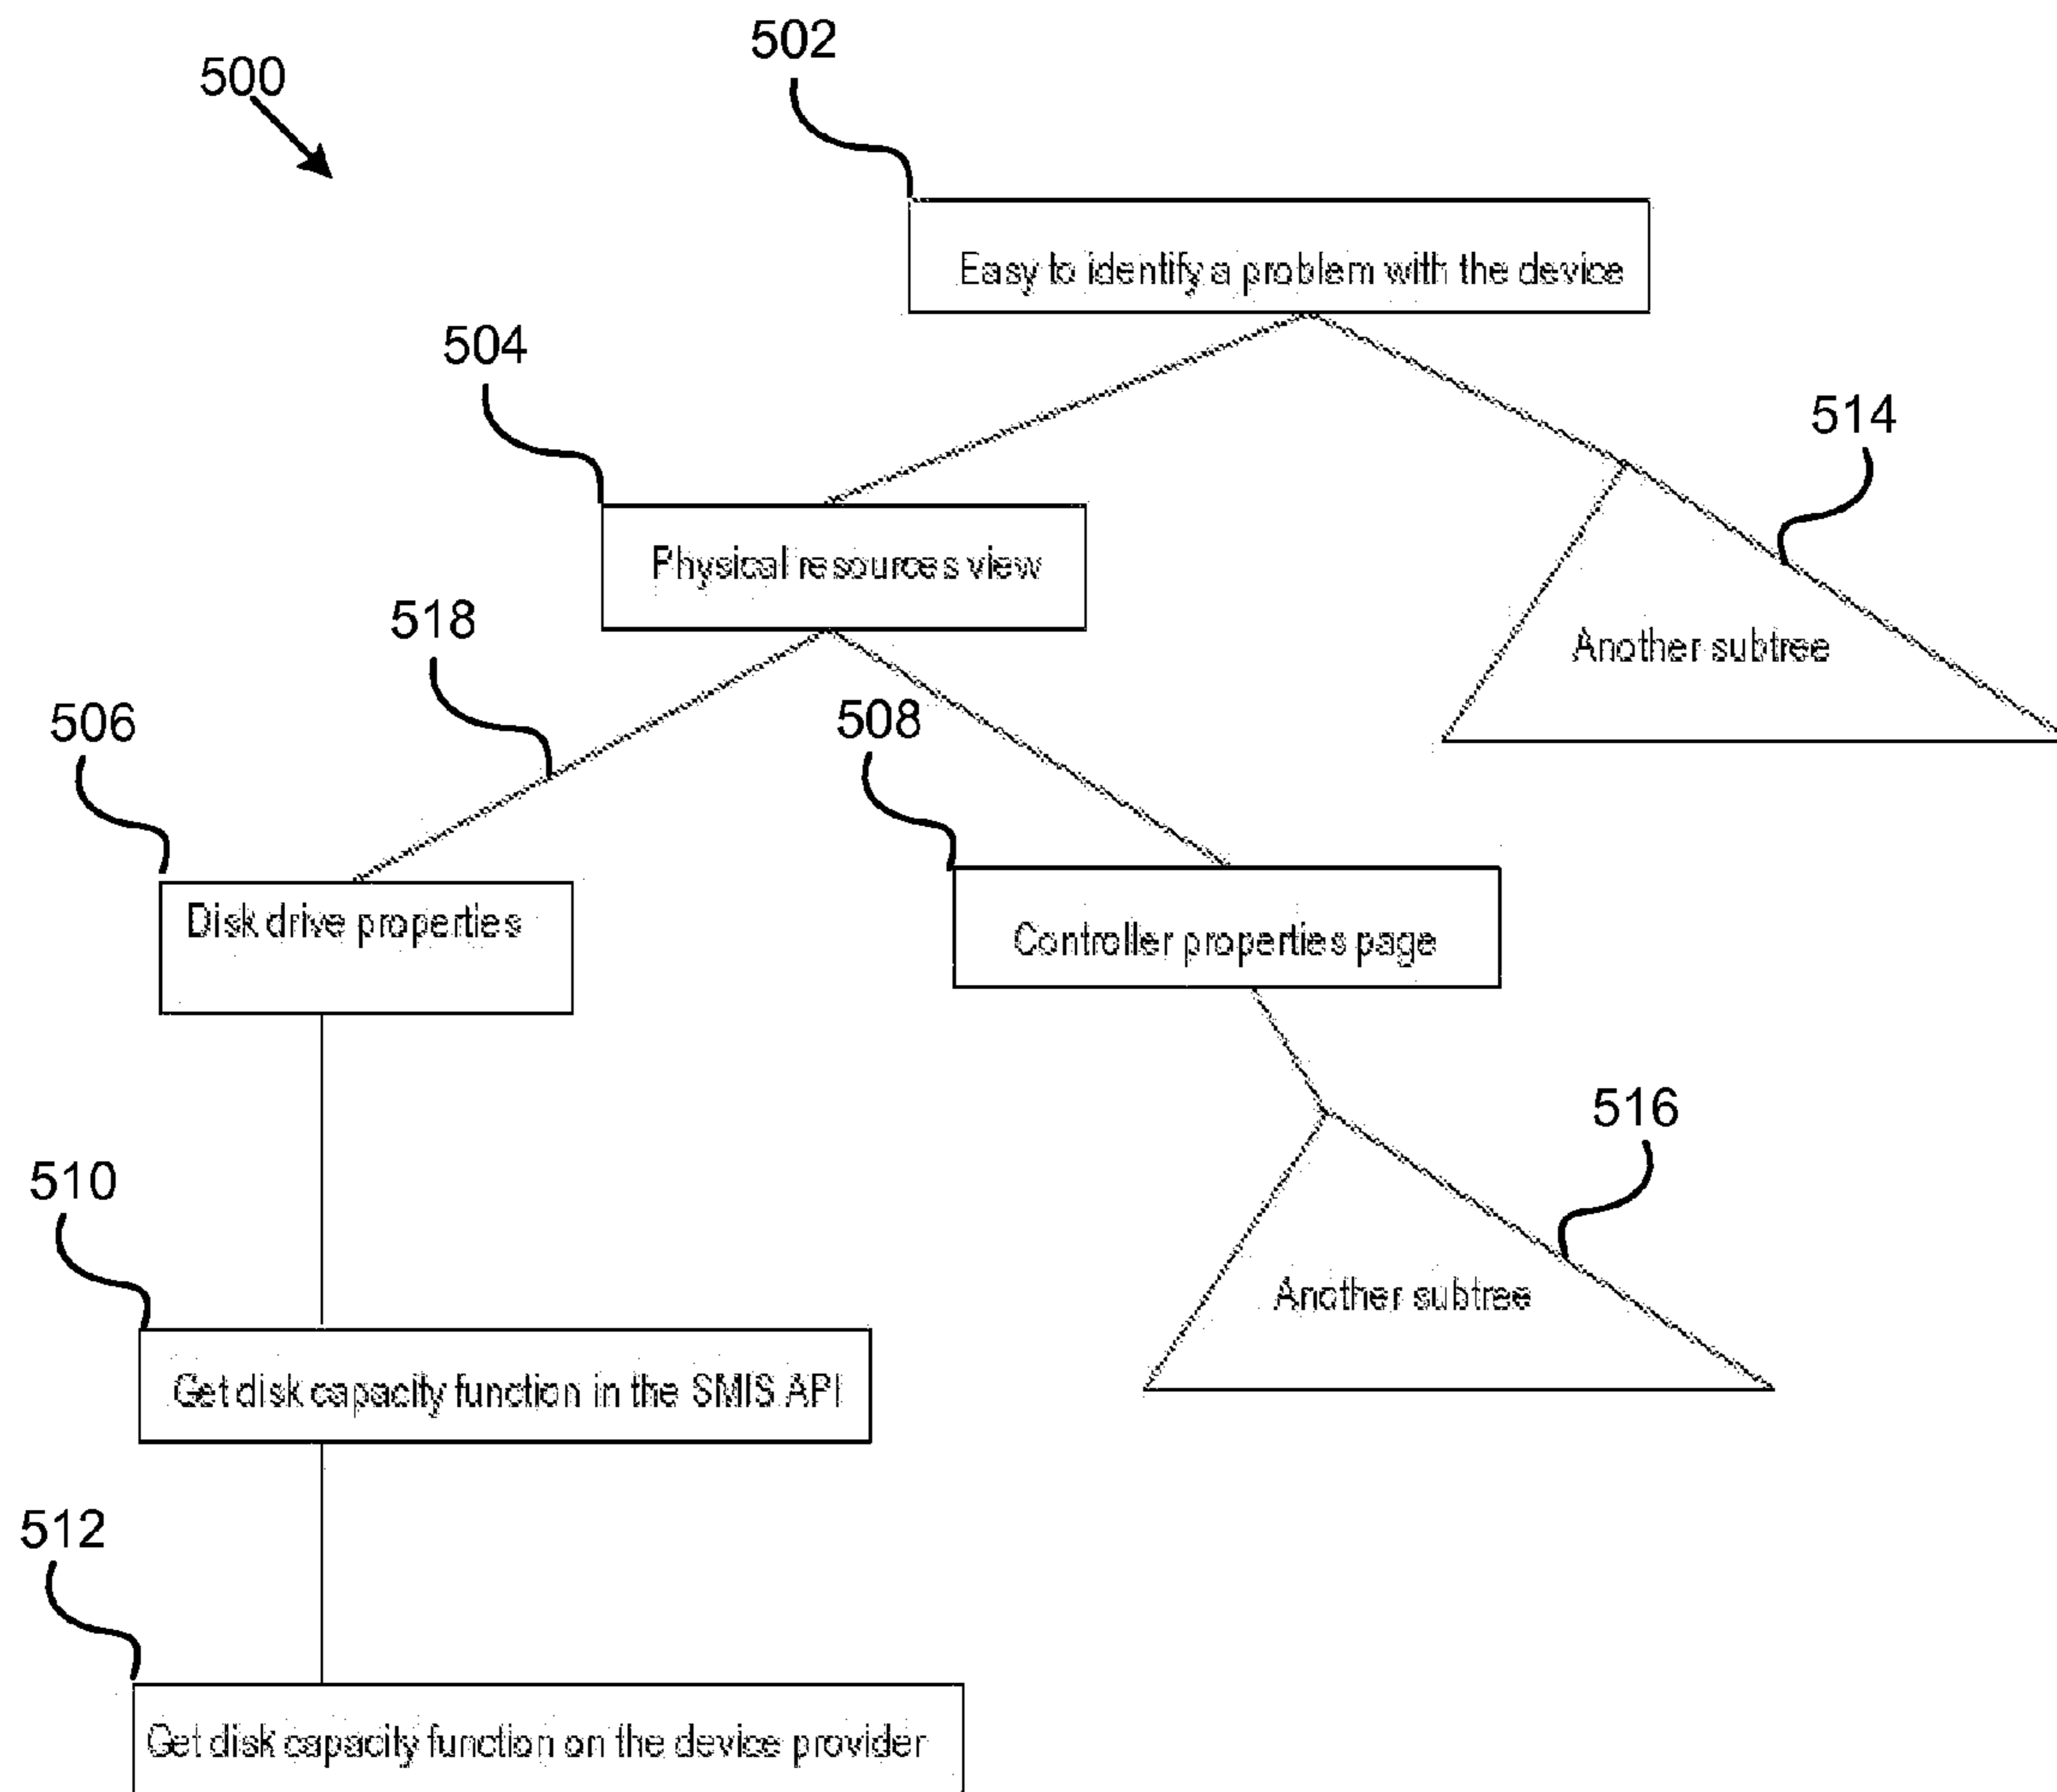 502
500
Easy to identify a problem with the device
504
514
Physical resources view
518
Another subtree
506
508
Disk drive properties
Controller properties page
516
510
Another subtree
Get disk capacity function in the SMIS API
512
Get disk capacity function on the device provider